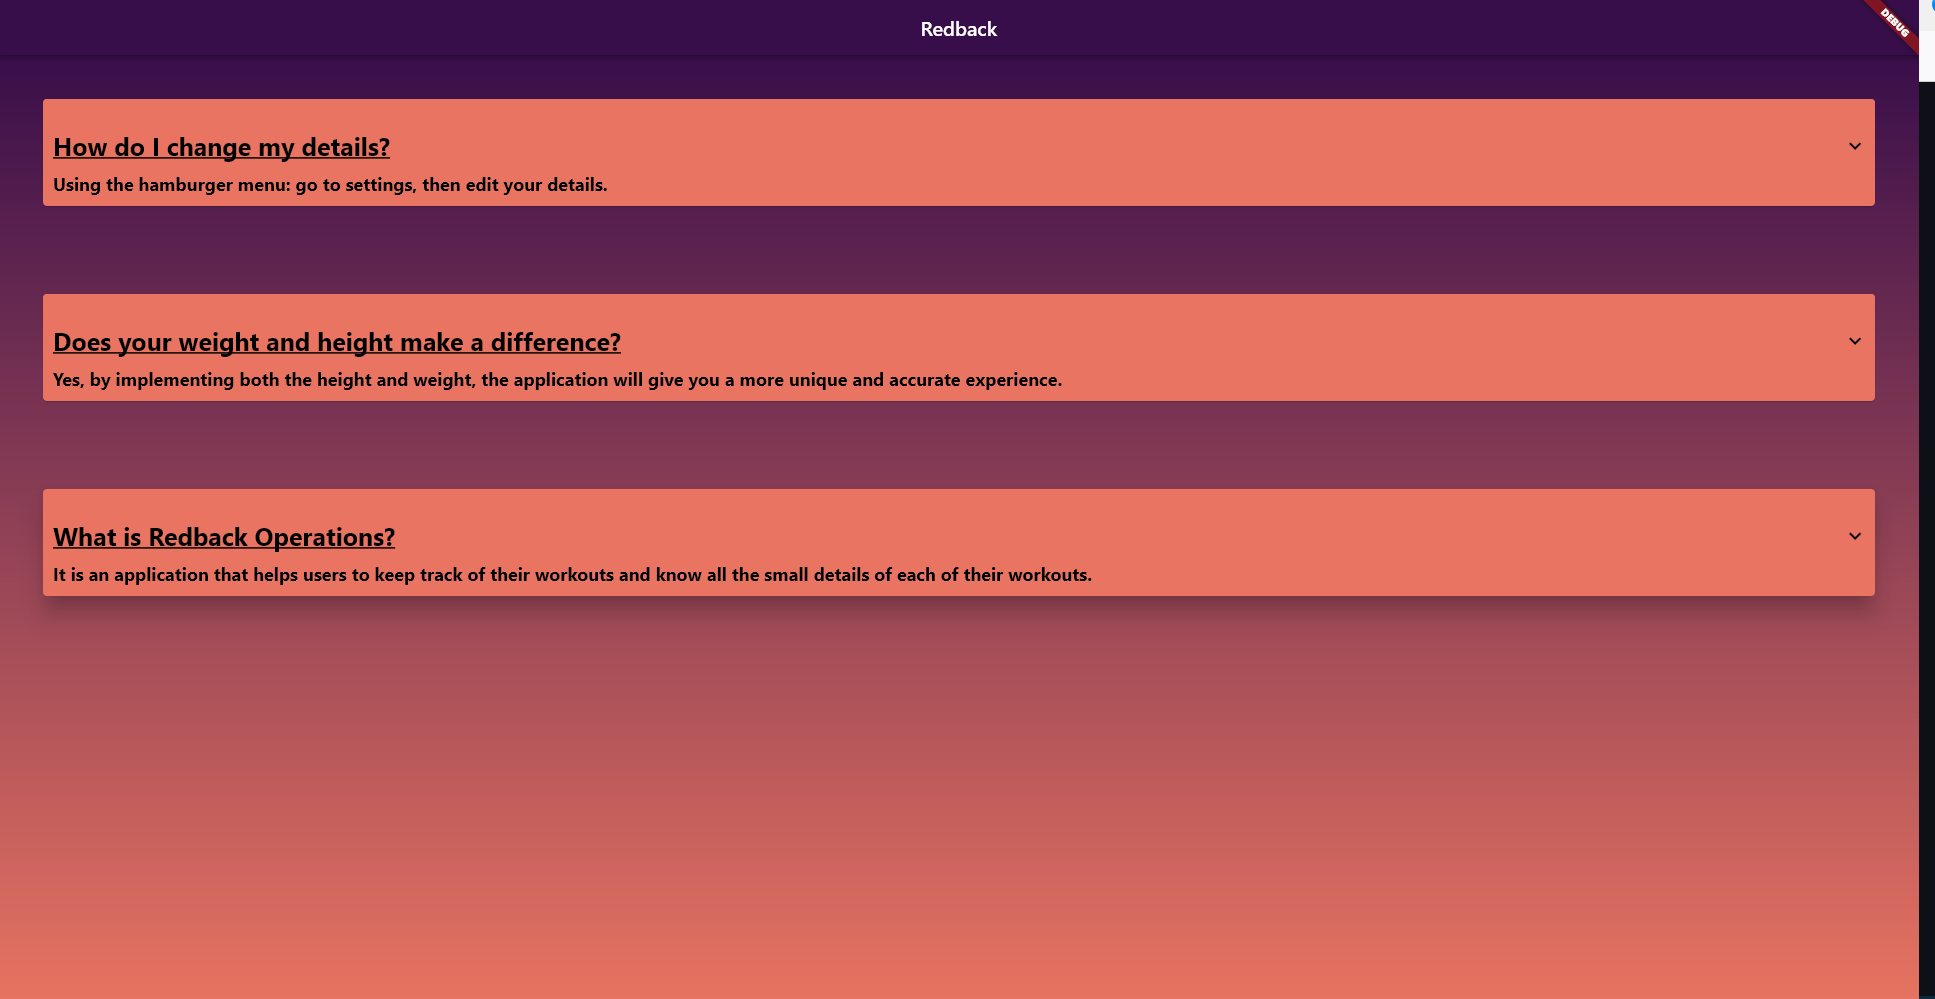 Redback
DEBUG
How do I change my details?
Using the hamburger menu: go to settings, then edit your details.
Does your weight and height make a difference?
Yes, by implementing both the height and weight, the application will give you a more unique and accurate experience.
What is Redback Operations?
It is an application that helps users to keep track of their workouts and know all the small details of each of their workouts.